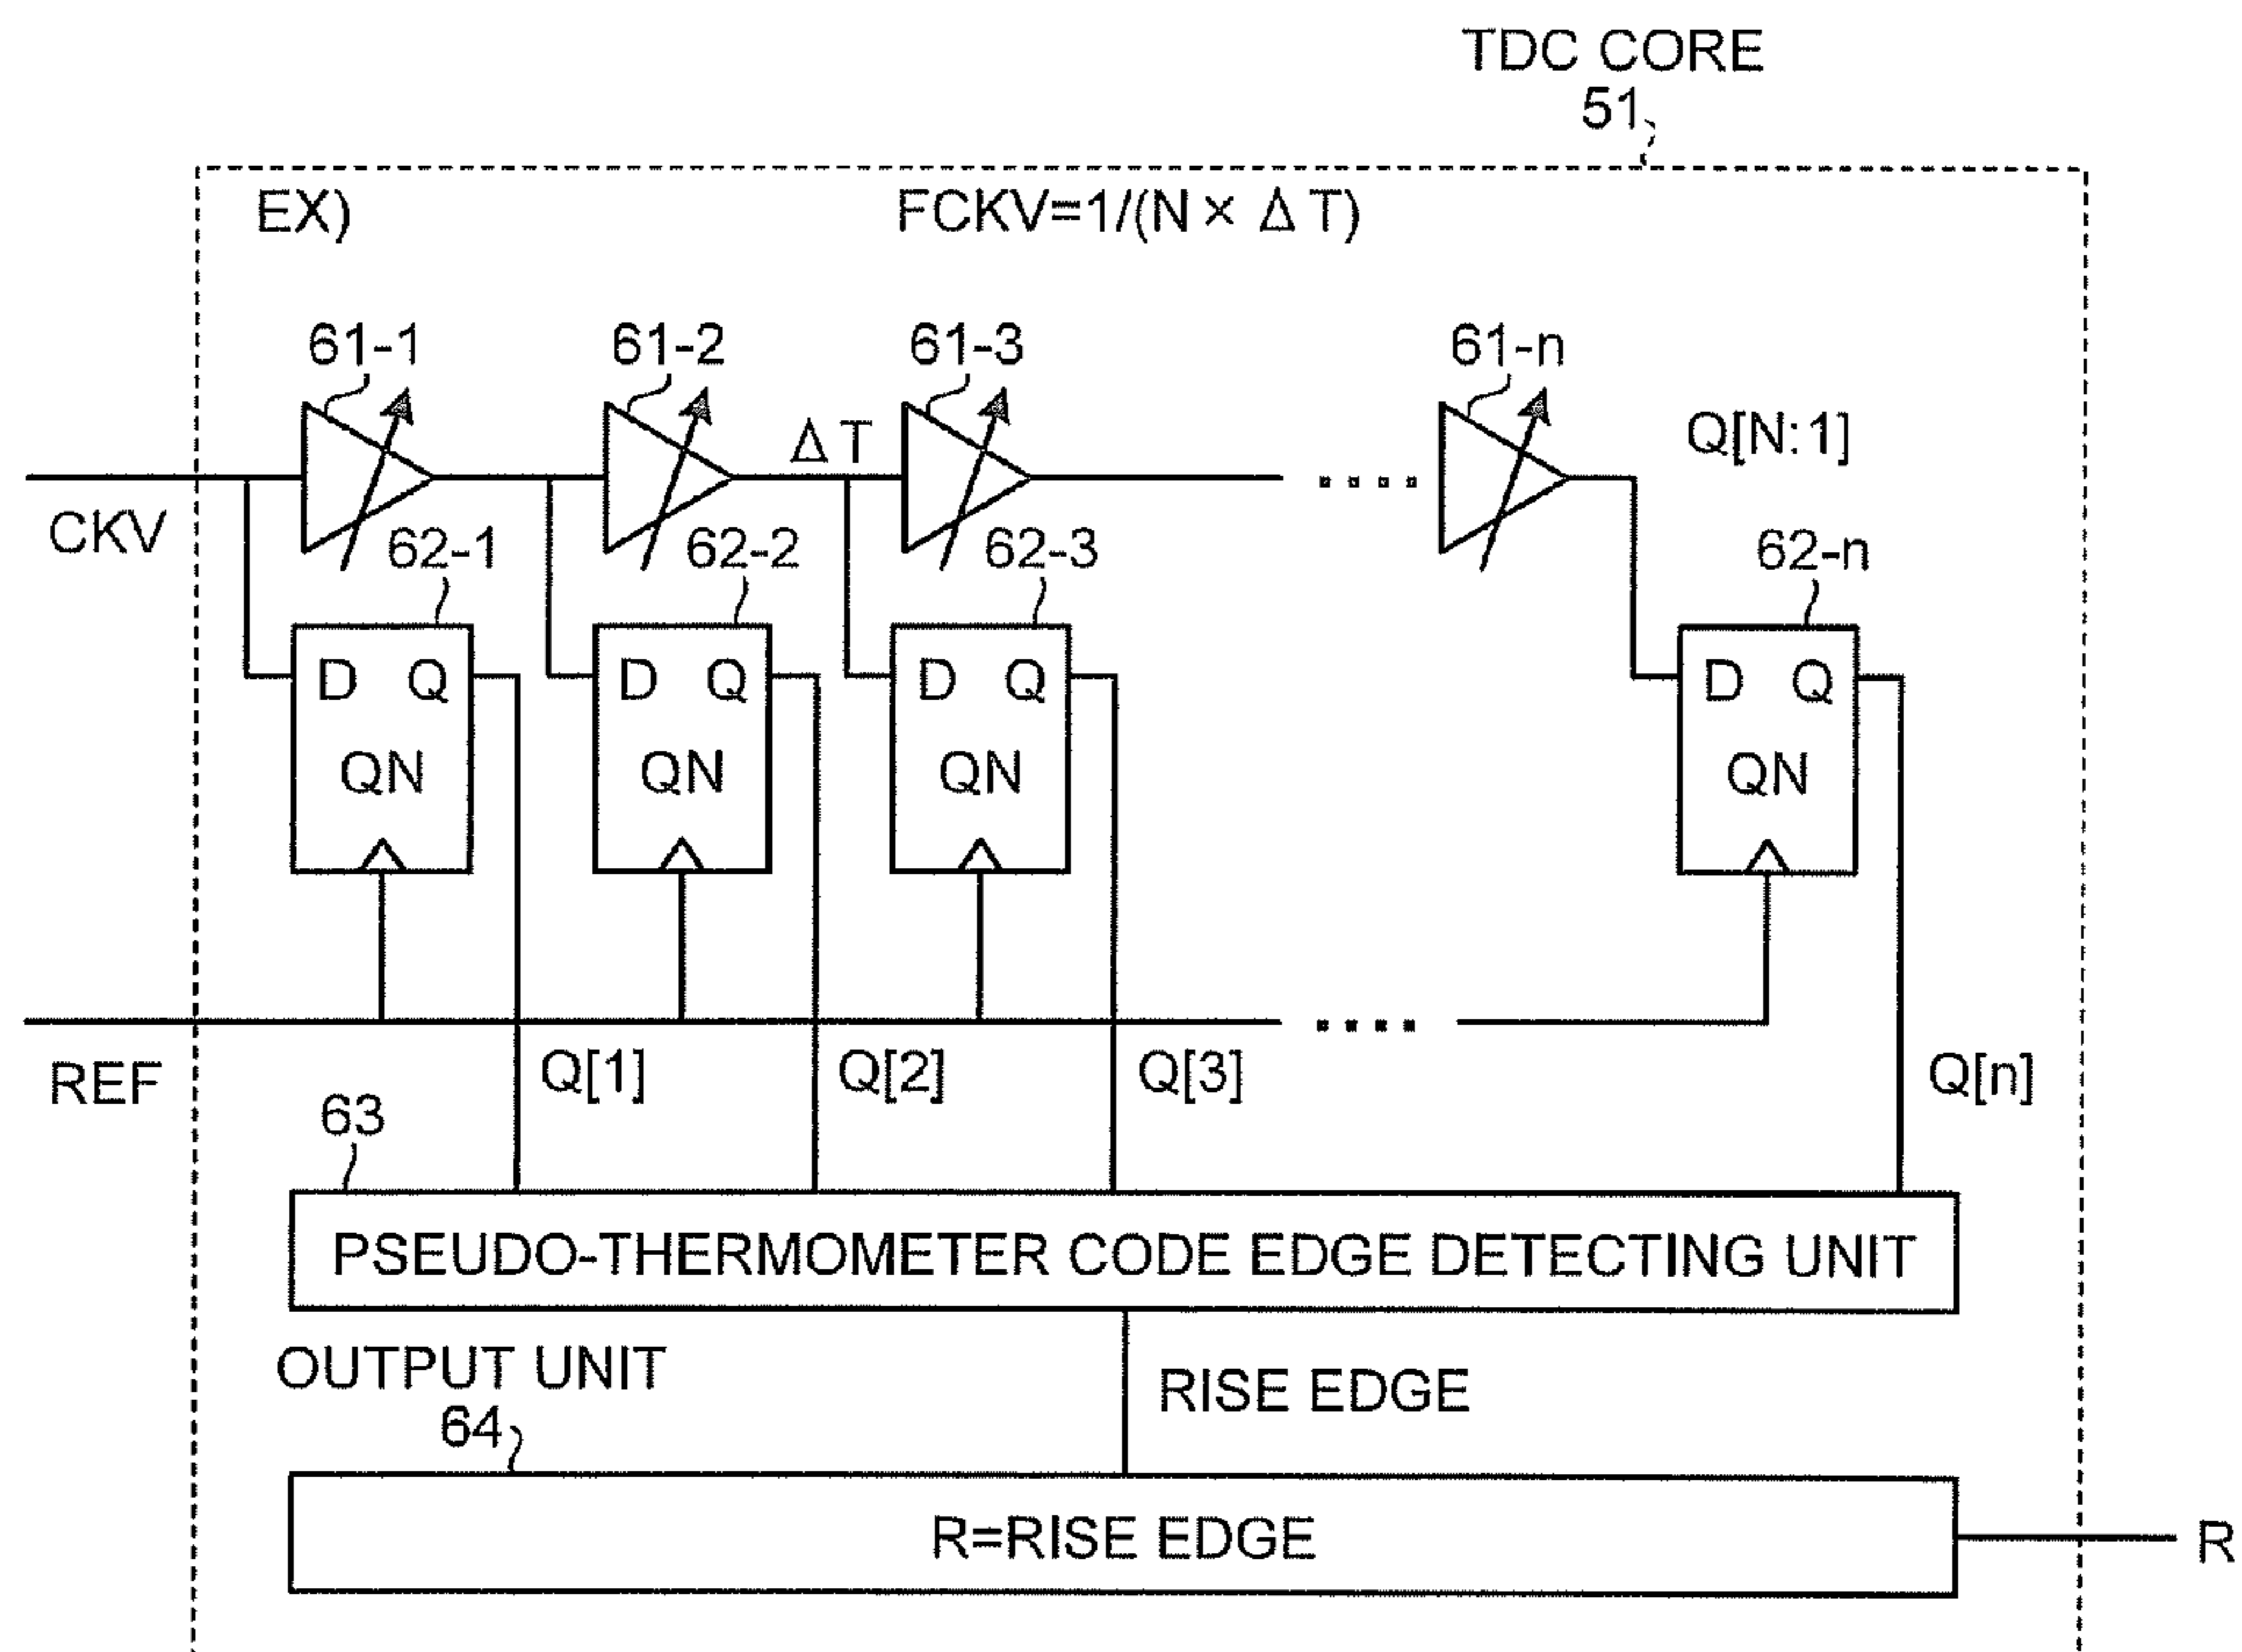 TDC CORE
51
EX)
FCKV=1/(N × ΔT)
61-1
61-2
61-3
61-n
ΔT
Q[N:1]
CKV
62-1
62-2
62-3
62-n
D Q
QN
D Q
QN
D Q
QN
D Q
QN
REF
Q[1]
Q[2]
Q[3]
Q[n]
63
PSEUDO-THERMOMETER CODE EDGE DETECTING UNIT
OUTPUT UNIT
64
RISE EDGE
R=RISE EDGE
R